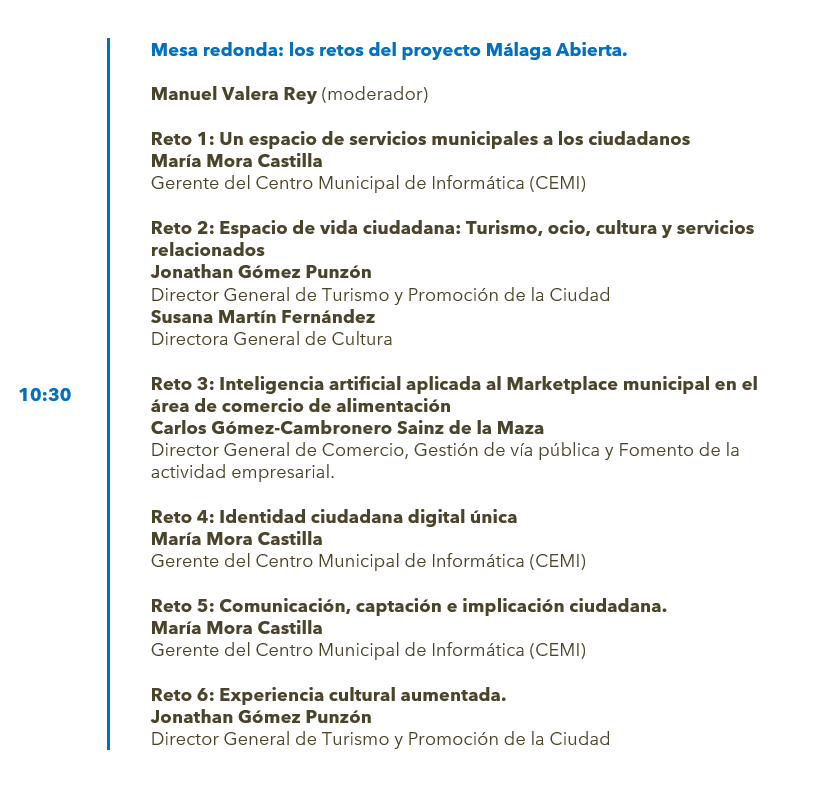 Mesa redonda: los retos del proyecto Málaga Abierta.
Manuel Valera Rey (moderador)
Reto 1: Un espacio de servicios municipales a los ciudadanos
María Mora Castilla
Gerente del Centro Municipal de Informática (CEMI)
Reto 2: Espacio de vida ciudadana: Turismo, ocio, cultura y servicios
relacionados
Jonathan Gómez Punzón
Director General de Turismo y Promoción de la Ciudad
Susana Martín Fernández
Directora General de Cultura
10:30
Reto 3: Inteligencia artificial aplicada al Marketplace municipal en el
área de comercio de alimentación
Carlos Gómez-Cambronero Sainz de la Maza
Director General de Comercio, Gestión de vía pública y Fomento de la
actividad empresarial.
Reto 4: Identidad ciudadana digital única
María Mora Castilla
Gerente del Centro Municipal de Informática (CEMI)
Reto 5: Comunicación, captación e implicación ciudadana.
María Mora Castilla
Gerente del Centro Municipal de Informática (CEMI)
Reto 6: Experiencia cultural aumentada.
Jonathan Gómez Punzón
Director General de Turismo y Promoción de la Ciudad